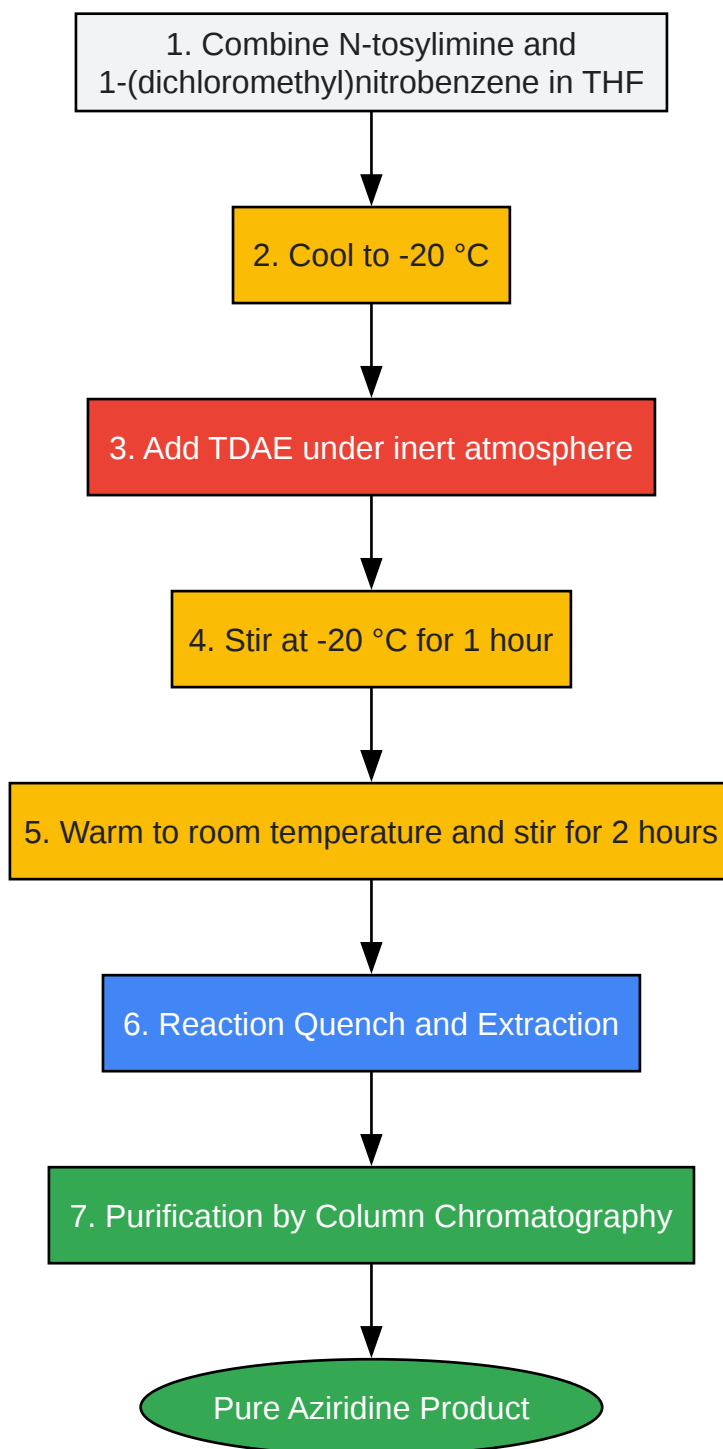 1. Combine N-tosylimine and
1-(dichloromethyl)nitrobenzene in THF
2. Cool to -20 °C
3. Add TDAE under inert atmosphere
4. Stir at -20 °C for 1 hour
5. Warm to room temperature and stir for 2 hours
6. Reaction Quench and Extraction
7. Purification by Column Chromatography
Pure Aziridine Product